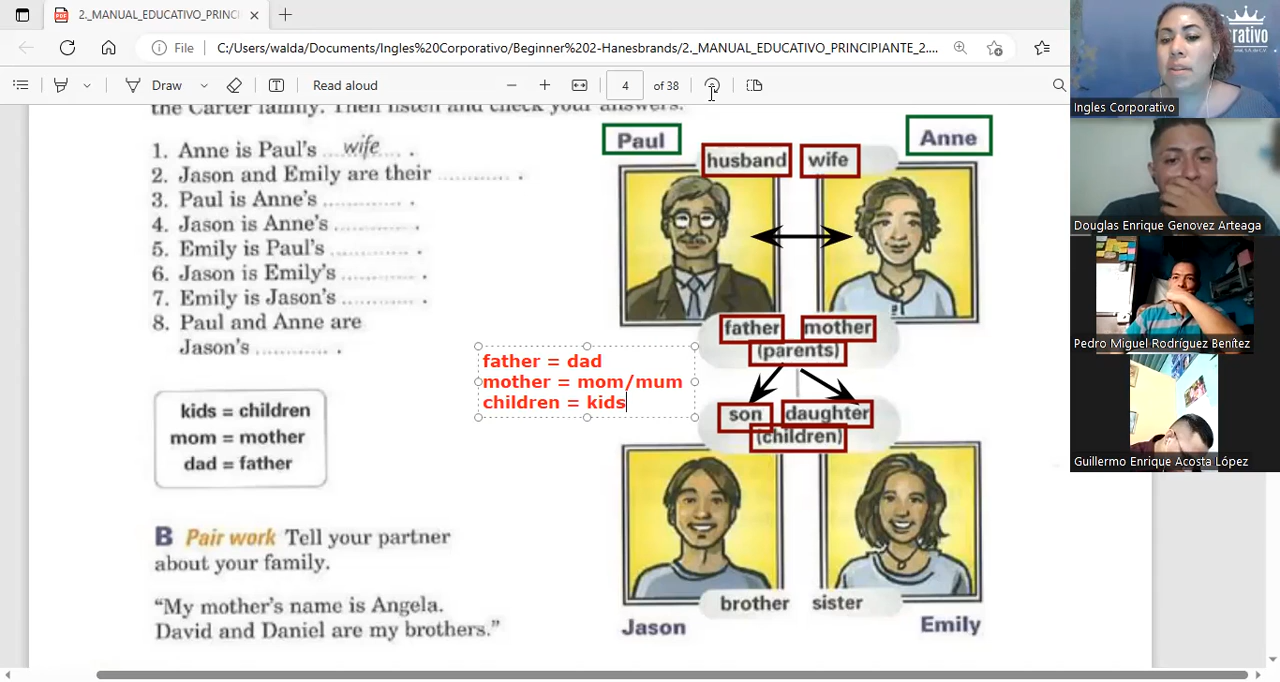 2._MANUAL_EDUCATIVO_PRINCI
File
C:/Users/walda/Documents/Ingles%20Corporativo/Beginner%202-Hanesbrands/2._MANUAL_EDUCATIVO_PRINCIPIANTE_2....
Draw
Read aloud
4 of 38
the Carter family. Then listen and check your answers.
1. Anne is Paul's ...wife... .
2. Jason and Emily are their ............ .
3. Paul is Anne's ............ .
4. Jason is Anne's ............ .
5. Emily is Paul's ............ .
6. Jason is Emily's ............ .
7. Emily is Jason's ............ .
8. Paul and Anne are
Jason's ............ .
kids = children
mom = mother
dad = father
B Pair work Tell your partner
about your family.
"My mother's name is Angela.
David and Daniel are my brothers."
father = dad
mother = mom/mum
children = kids
Paul
Anne
husband wife
father mother
(parents)
son daughter
(children)
brother sister
Jason
Emily
rativo
Ingles Corporativo
Douglas Enrique Genovez Arteaga
Pedro Miguel Rodríguez Benítez
Guillermo Enrique Acosta López